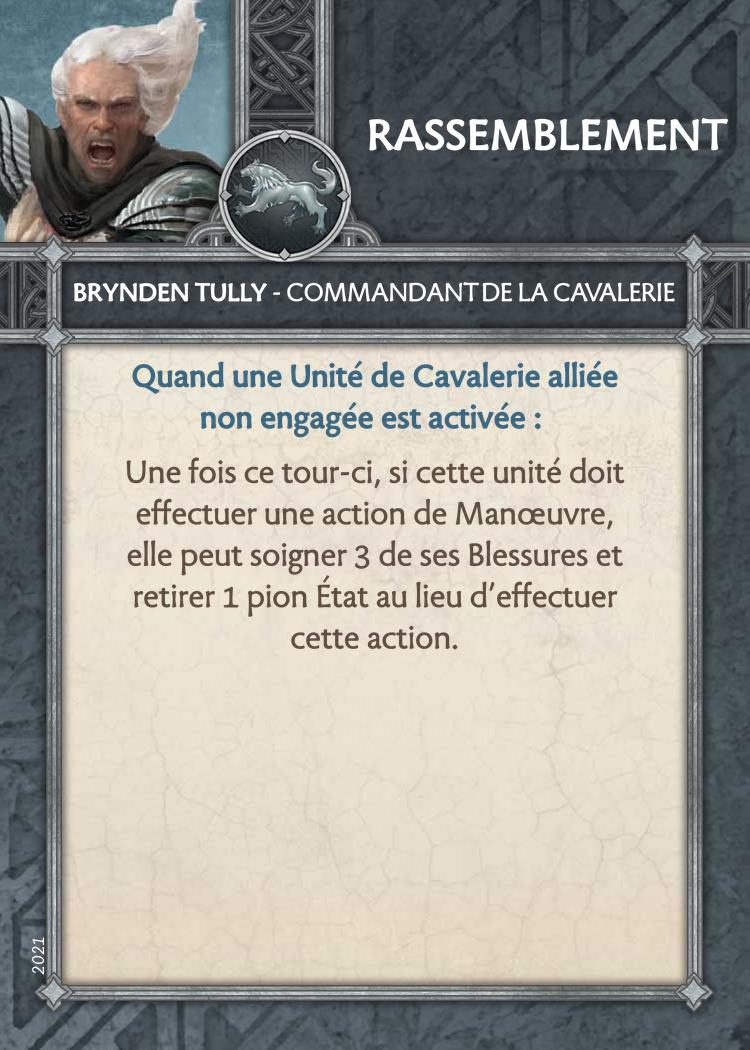 RASSEMBLEMENT
BRYNDEN TULLY - COMMANDANT DE LA CAVALERIE
Quand une Unité de Cavalerie alliée
non engagée est activée :
Une fois ce tour-ci, si cette unité doit
effectuer une action de Manœuvre,
elle peut soigner 3 de ses Blessures et
retirer 1 pion État au lieu d’effectuer
cette action.
2021